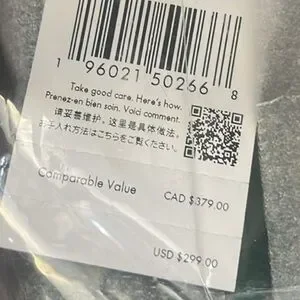 1 96021 50266 8
Take good care. Here's how.
Prenez-en bien soin. Voici comment.
请妥善维护，这里是具体做法。
お手入れ方法はこちらをご覧ください。
Comparable Value
CAD $379.00
USD $299.00